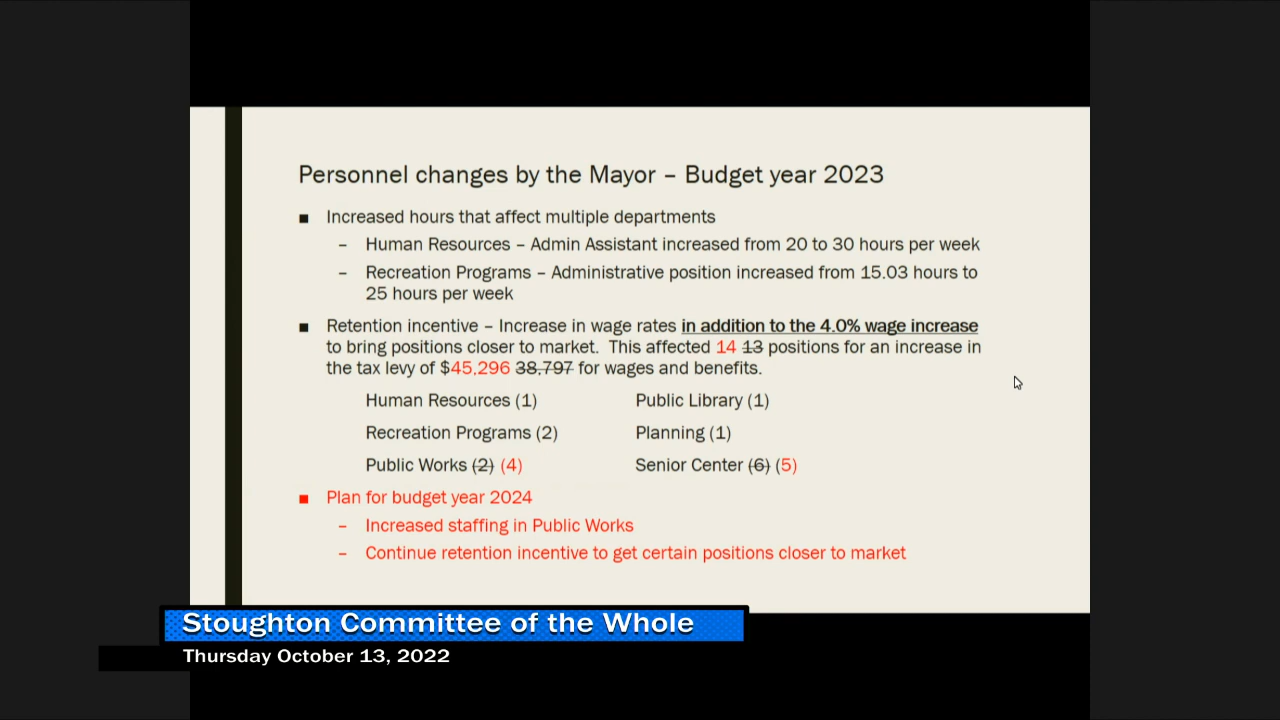 Personnel changes by the Mayor – Budget year 2023
■ Increased hours that affect multiple departments
– Human Resources – Admin Assistant increased from 20 to 30 hours per week
– Recreation Programs – Administrative position increased from 15.03 hours to
25 hours per week
■ Retention incentive – Increase in wage rates in addition to the 4.0% wage increase
to bring positions closer to market. This affected 14 13 positions for an increase in
the tax levy of $45,296 38,797 for wages and benefits.
Human Resources (1) Public Library (1)
Recreation Programs (2) Planning (1)
Public Works (2) (4) Senior Center (6) (5)
■ Plan for budget year 2024
– Increased staffing in Public Works
– Continue retention incentive to get certain positions closer to market
Stoughton Committee of the Whole
Thursday October 13, 2022